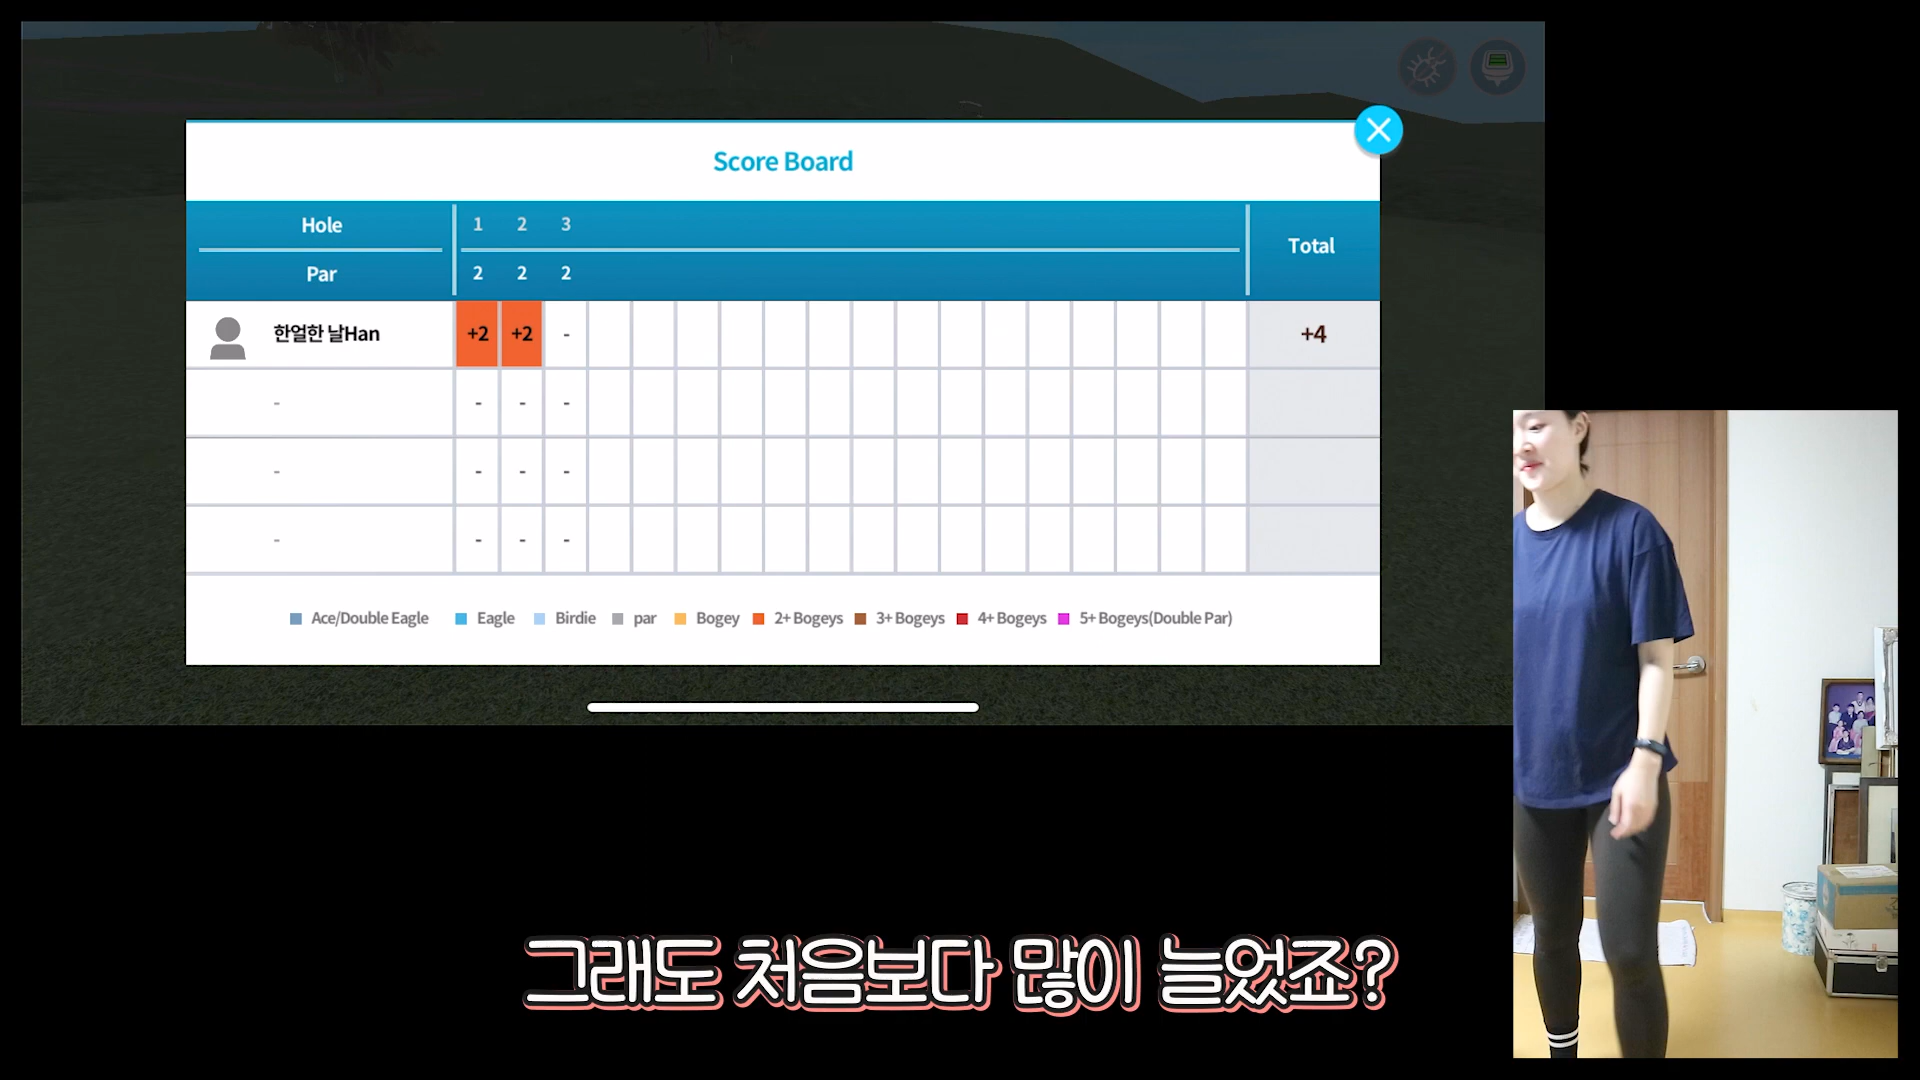 Score Board
Hole 1 2 3 Total
Par 2 2 2
한얼한 날Han +2 +2 - +4
- - - -
- - - -
- - - -
Ace/Double Eagle Eagle Birdie par Bogey 2+ Bogeys 3+ Bogeys 4+ Bogeys 5+ Bogeys(Double Par)
그래도 처음보다 많이 늘었죠?